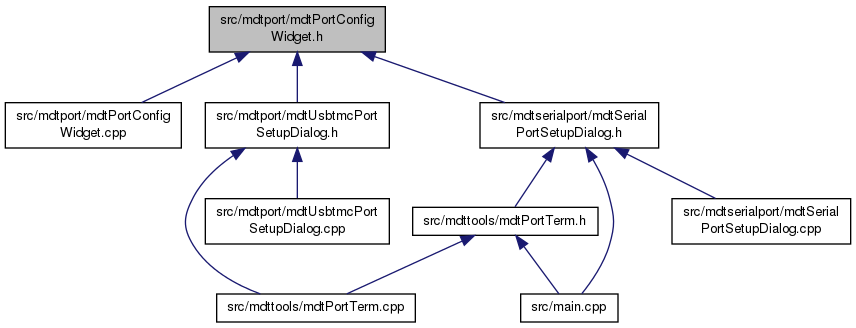 src/mdtport/mdtPortConfig
Widget.h
src/mdtport/mdtPortConfig
Widget.cpp
src/mdtport/mdtUsbtmcPort
SetupDialog.h
src/mdtserialport/mdtSerial
PortSetupDialog.h
src/mdtport/mdtUsbtmcPort
SetupDialog.cpp
src/mdttools/mdtPortTerm.h
src/mdtserialport/mdtSerial
PortSetupDialog.cpp
src/mdttools/mdtPortTerm.cpp
src/main.cpp